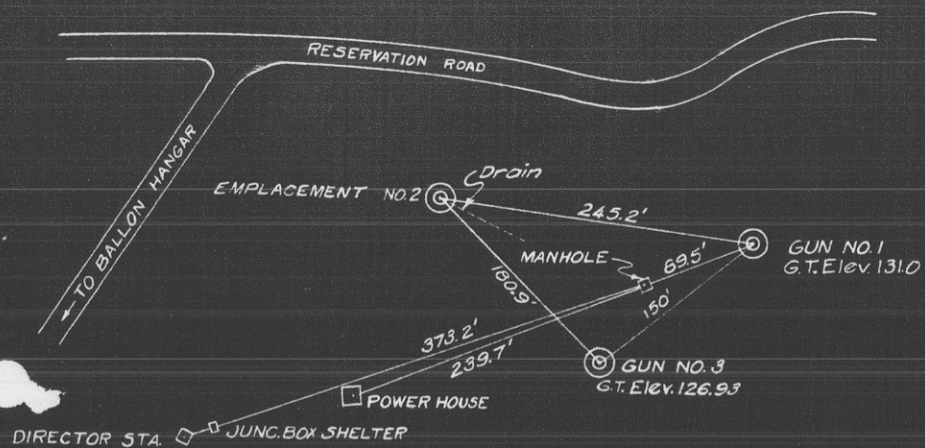 RESERVATION ROAD
TO BALLON HANGAR
EMPLACEMENT NO.2
Drain
245.2'
GUN NO.1
G.T.Elev. 131.0
MANHOLE
69.5'
180.9'
150'
373.2'
239.7'
GUN NO.3
G.T. Elev. 126.93
POWER HOUSE
JUNC.BOX SHELTER
DIRECTOR STA.